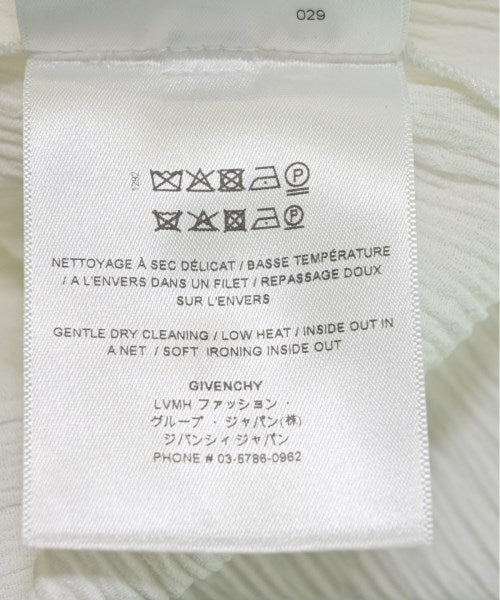 029
1292
NETTOYAGE À SEC DÉLICAT / BASSE TEMPÉRATURE
/ A L'ENVERS DANS UN FILET / REPASSAGE DOUX
SUR L'ENVERS
GENTLE DRY CLEANING / LOW HEAT / INSIDE OUT IN
A NET / SOFT IRONING INSIDE OUT
GIVENCHY
LVMH ファッション ·
グループ · ジャパン(株)
ジバンシィ ジャパン
PHONE # 03-5786-0962